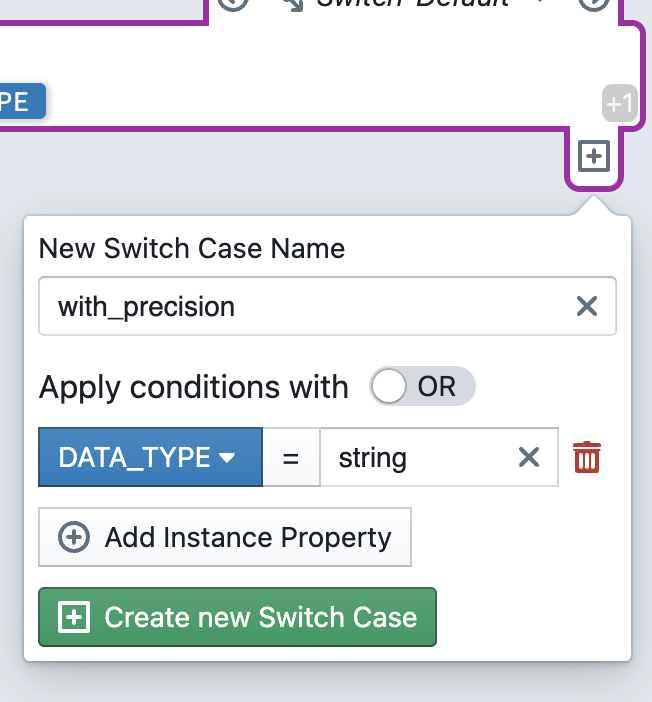 Switch-Default
PE
+1
New Switch Case Name
with_precision
Apply conditions with OR
DATA_TYPE = string
Add Instance Property
Create new Switch Case